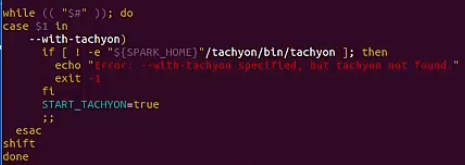 while (( "$#" )); do
case $1 in
    --with-tachyon)
      if [ ! -e "${SPARK_HOME}"/tachyon/bin/tachyon ]; then
        echo "Error: --with-tachyon specified, but tachyon not found."
        exit -1
      fi
      START_TACHYON=true
      ;;
  esac
shift
done